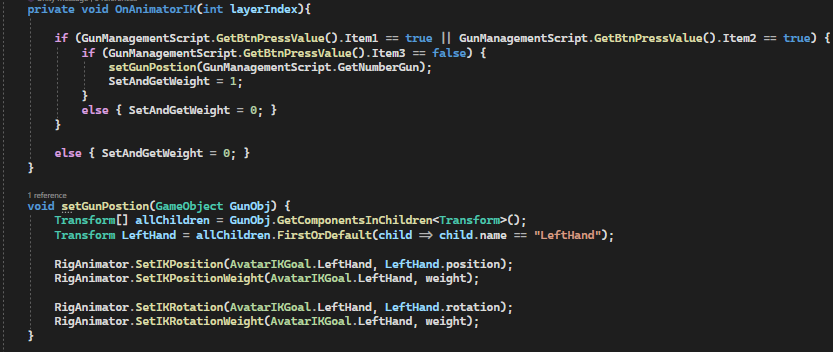 private void OnAnimatorIK(int layerIndex){
if (GunManagementScript.GetBtnPressValue().Item1 == true || GunManagementScript.GetBtnPressValue().Item2 == true) {
if (GunManagementScript.GetBtnPressValue().Item3 == false) {
setGunPostion(GunManagementScript.GetNumberGun);
SetAndGetWeight = 1;
}
else { SetAndGetWeight = 0; }
}
else { SetAndGetWeight = 0; }
}
1 reference
void setGunPostion(GameObject GunObj) {
Transform[] allChildren = GunObj.GetComponentsInChildren<Transform>();
Transform LeftHand = allChildren.FirstOrDefault(child => child.name == "LeftHand");
RigAnimator.SetIKPosition(AvatarIKGoal.LeftHand, LeftHand.position);
RigAnimator.SetIKPositionWeight(AvatarIKGoal.LeftHand, weight);
RigAnimator.SetIKRotation(AvatarIKGoal.LeftHand, LeftHand.rotation);
RigAnimator.SetIKRotationWeight(AvatarIKGoal.LeftHand, weight);
}